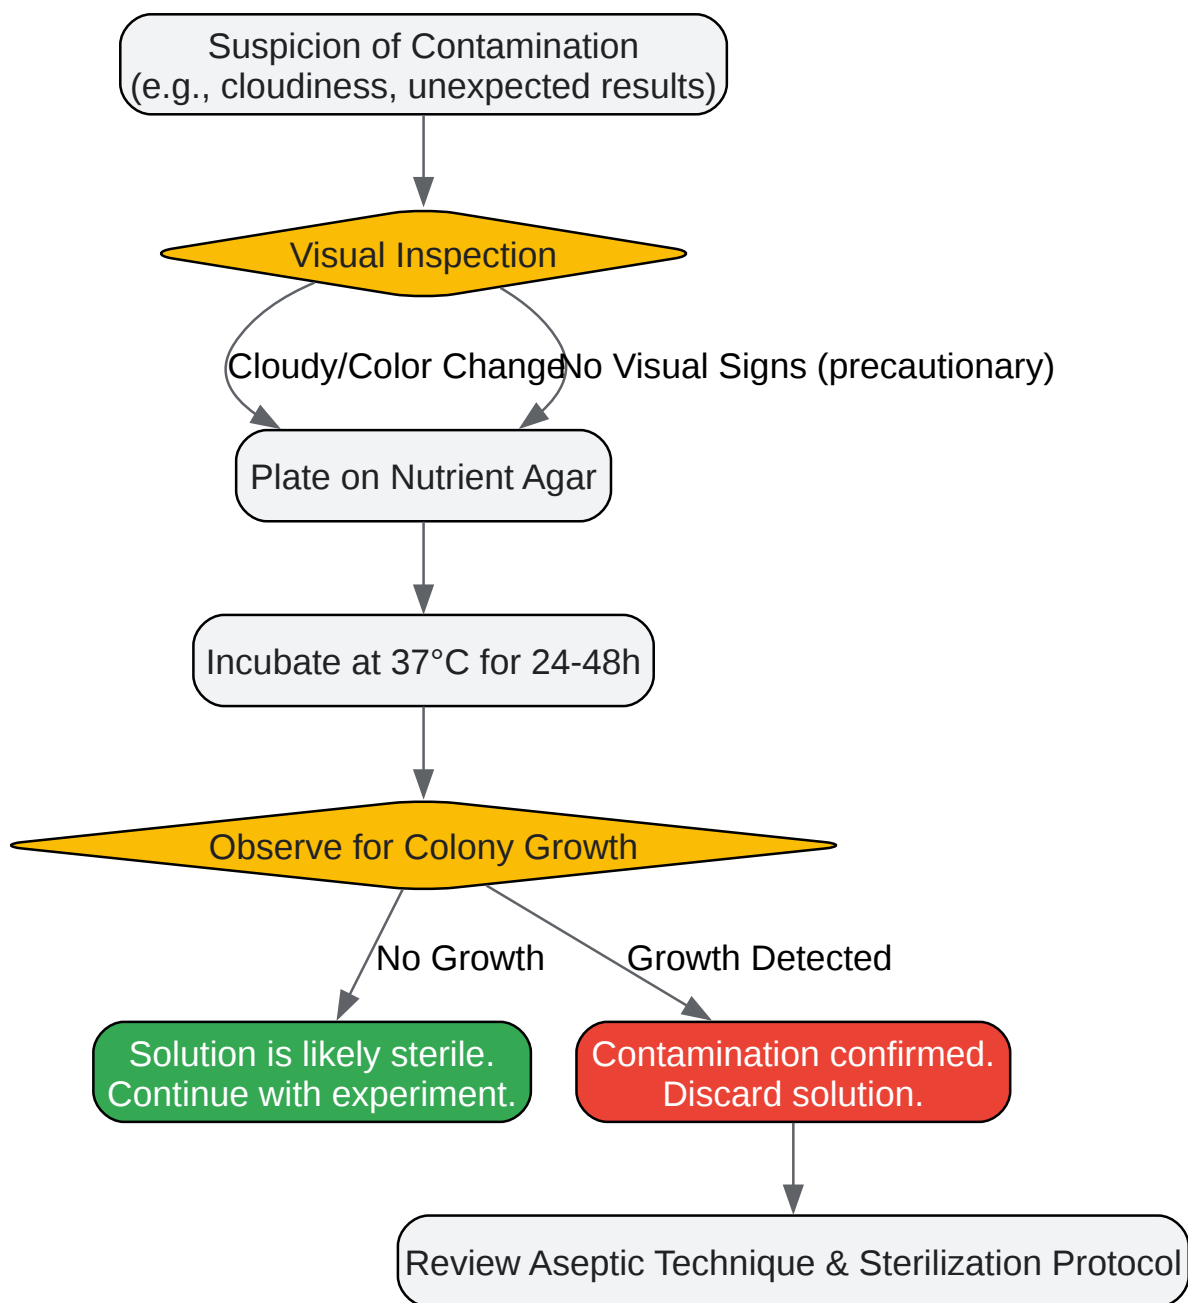 Suspicion of Contamination
(e.g., cloudiness, unexpected results)
Visual Inspection
Cloudy/Color Change
No Visual Signs (precautionary)
Plate on Nutrient Agar
Incubate at 37°C for 24-48h
Observe for Colony Growth
No Growth
Growth Detected
Solution is likely sterile.
Continue with experiment.
Contamination confirmed.
Discard solution.
Review Aseptic Technique & Sterilization Protocol